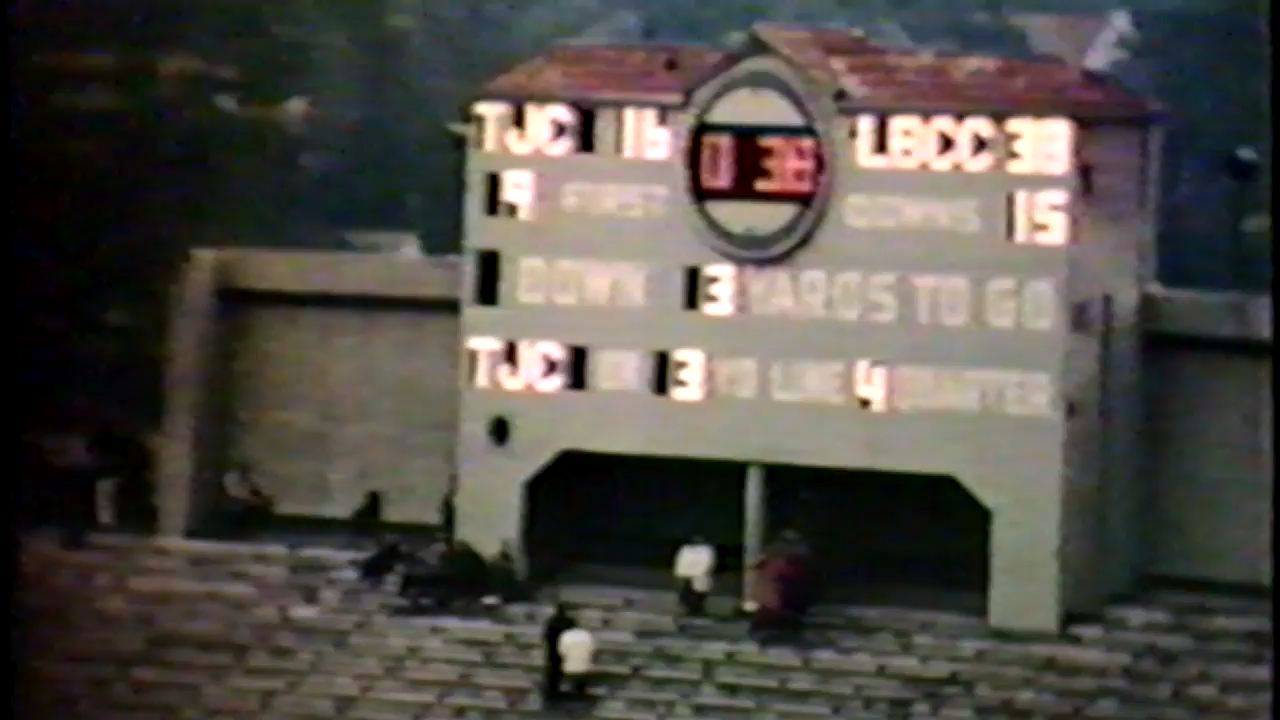 TJC 16 0 38 LBCC 38
9 FIRST DOWNS 15
DOWN 3 YARDS TO GO
TJC ON 3 YD LINE 4 QUARTER